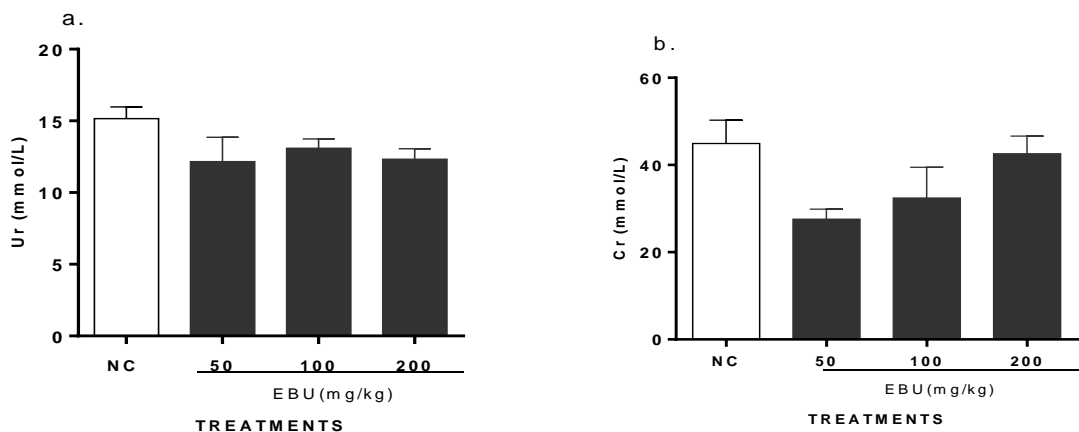 a.
20
15
10
5
0
Ur (mmol/L)
NC 50 100 200
EBU(mg/kg)
TREATMENTS
b.
60
40
20
0
Cr (mmol/L)
NC 50 100 200
EBU(mg/kg)
TREATMENTS